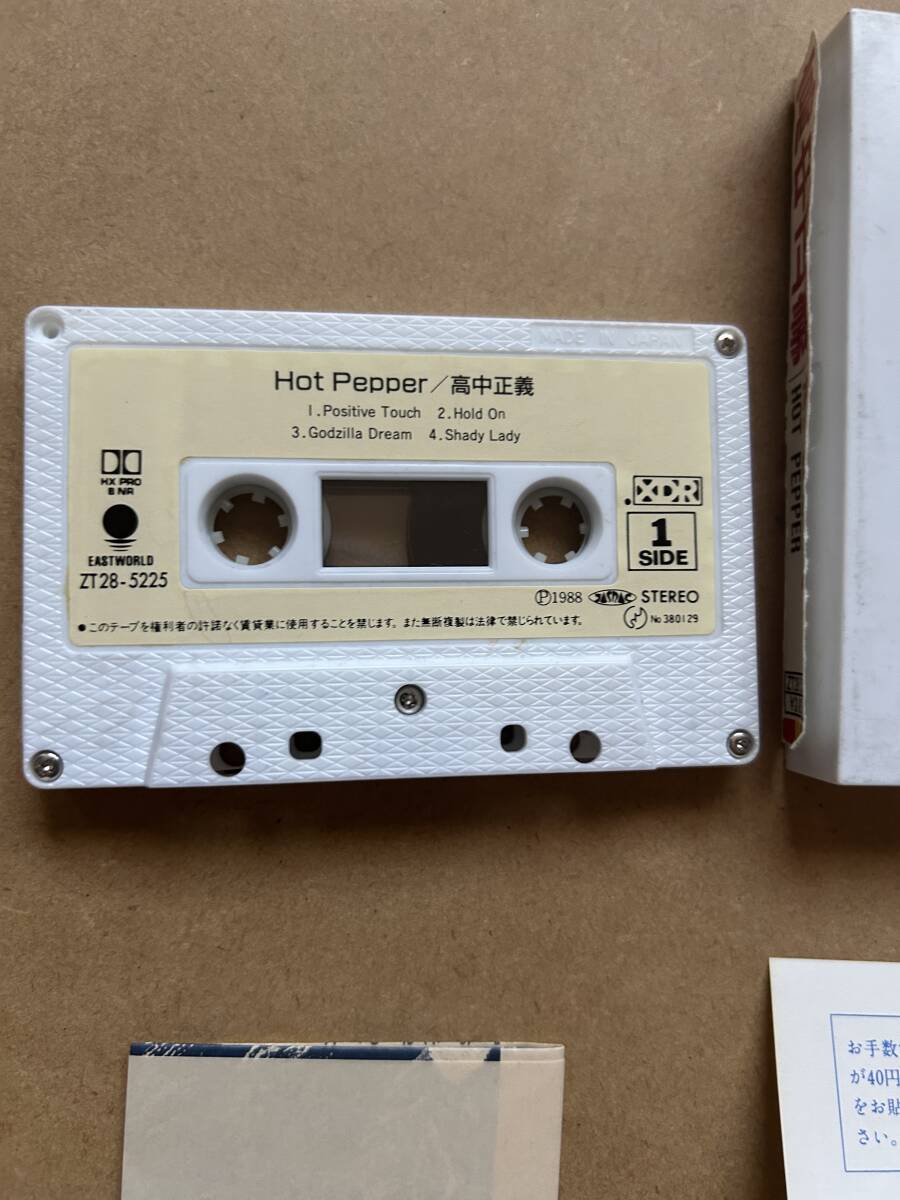 MADE IN JAPAN
Hot Pepper/高中正義
1.Positive Touch 2.Hold On
3.Godzilla Dream 4.Shady Lady
HX PRO
B NR
EASTWORLD
ZT28-5225
XDR
1
SIDE
Ⓟ1988 JASRAC STEREO
No 380129
●このテープを権利者の許諾なく賃貸業に使用することを禁じます。また無断複製は法律で禁じられています。
HOT PEPPER
お手数
が40円
をお貼
さい。